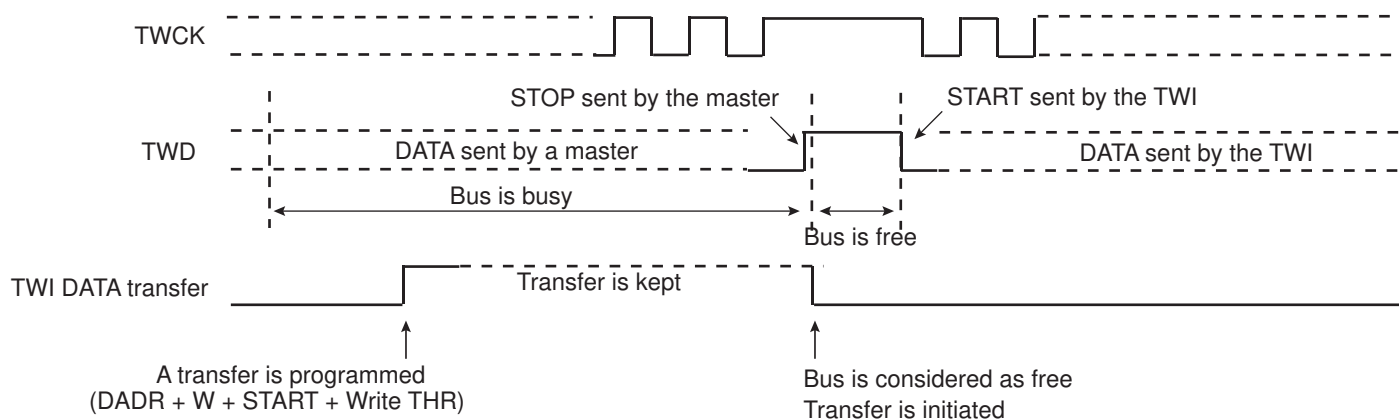 TWCK
STOP sent by the master
START sent by the TWI
TWD
DATA sent by a master
DATA sent by the TWI
Bus is busy
Bus is free
TWI DATA transfer
Transfer is kept
A transfer is programmed
(DADR + W + START + Write THR)
Bus is considered as free
Transfer is initiated